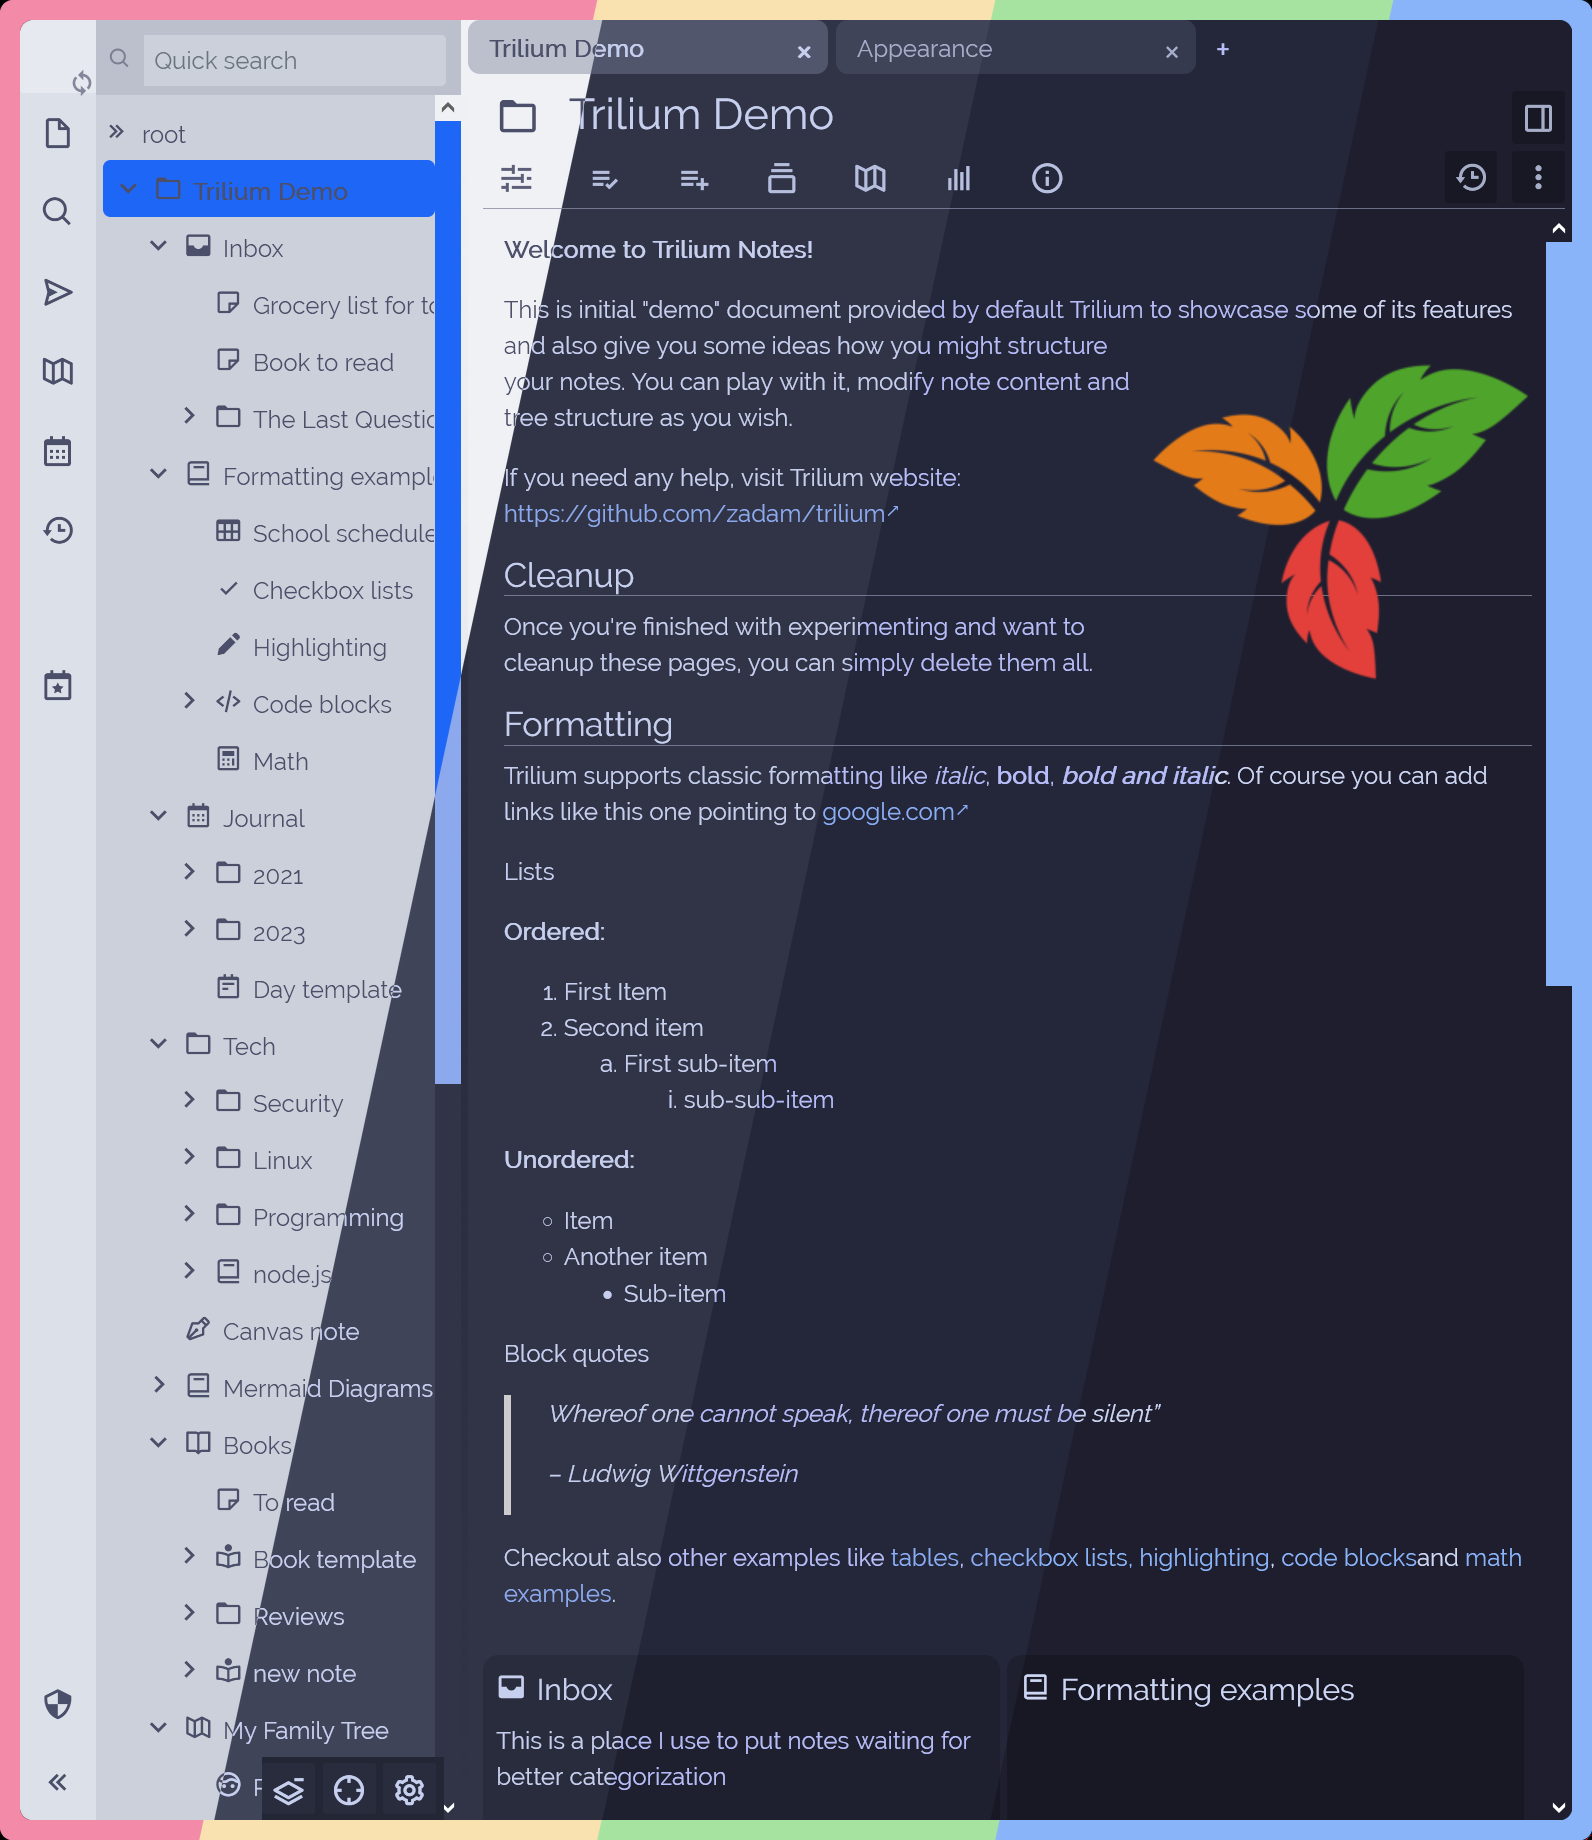 Quick search
root
Trilium Demo
Inbox
Grocery list for to
Book to read
The Last Questio
Formatting exampl
School schedule
Checkbox lists
Highlighting
Code blocks
Math
Journal
2021
2023
Day template
Tech
Security
Linux
Programming
node.js
Canvas note
Mermaid Diagrams
Books
To read
Book template
Reviews
new note
My Family Tree
Trilium Demo
Appearance
Trilium Demo
Welcome to Trilium Notes!
This is initial "demo" document provided by default Trilium to showcase some of its features
and also give you some ideas how you might structure
your notes. You can play with it, modify note content and
tree structure as you wish.
If you need any help, visit Trilium website:
https://github.com/zadam/trilium
Cleanup
Once you're finished with experimenting and want to
cleanup these pages, you can simply delete them all.
Formatting
Trilium supports classic formatting like italic, bold, bold and italic. Of course you can add
links like this one pointing to google.com
Lists
Ordered:
1. First Item
2. Second item
a. First sub-item
i. sub-sub-item
Unordered:
Item
Another item
Sub-item
Block quotes
Whereof one cannot speak, thereof one must be silent”
– Ludwig Wittgenstein
Checkout also other examples like tables, checkbox lists, highlighting, code blocksand math
examples.
Inbox
This is a place I use to put notes waiting for
better categorization
Formatting examples